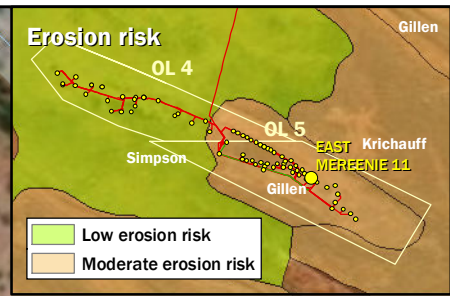 Erosion risk
Gillen
OL 4
OL 5
Krichauff
EAST
MEREENIE 11
Simpson
Gillen
Low erosion risk
Moderate erosion risk